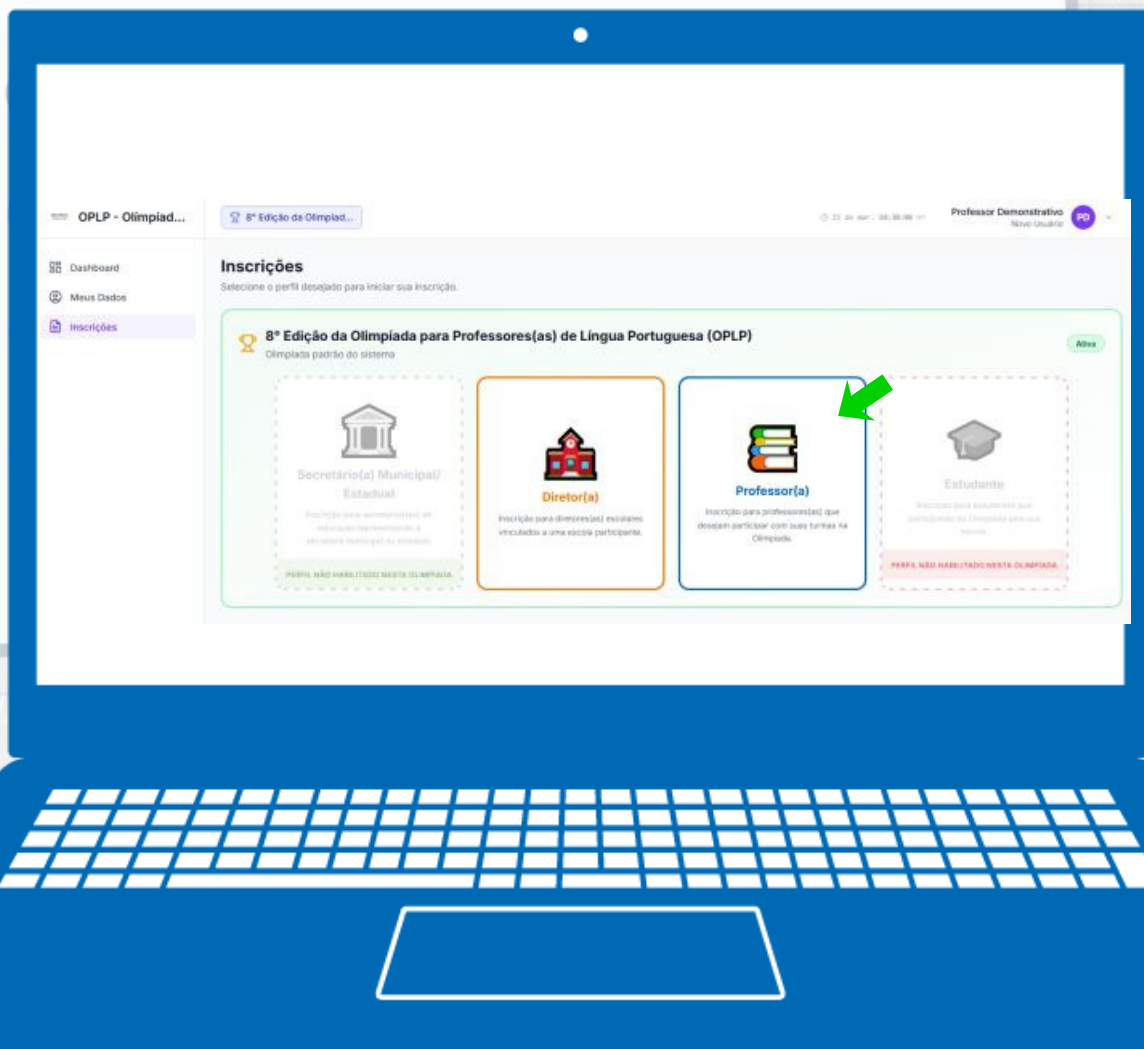 OPLP - Olimpíad...
8ª Edição da Olimpíad...
Professor Demonstrativo
Novo Usuário
PD
Dashboard
Meus Dados
Inscrições
Inscrições
Selecione o perfil desejado para iniciar sua inscrição.
8ª Edição da Olimpíada para Professores(as) de Língua Portuguesa (OPLP)
Olimpíada padrão do sistema
Ativa
Secretário(a) Municipal/
Estadual
PERFIL NÃO HABILITADO NESTA OLIMPÍADA
Diretor(a)
Inscrição para diretores(as) escolares
vinculados a uma escola participante.
Professor(a)
Inscrição para professores(as) que
desejam participar com suas turmas na
Olimpíada.
Estudante
PERFIL NÃO HABILITADO NESTA OLIMPÍADA